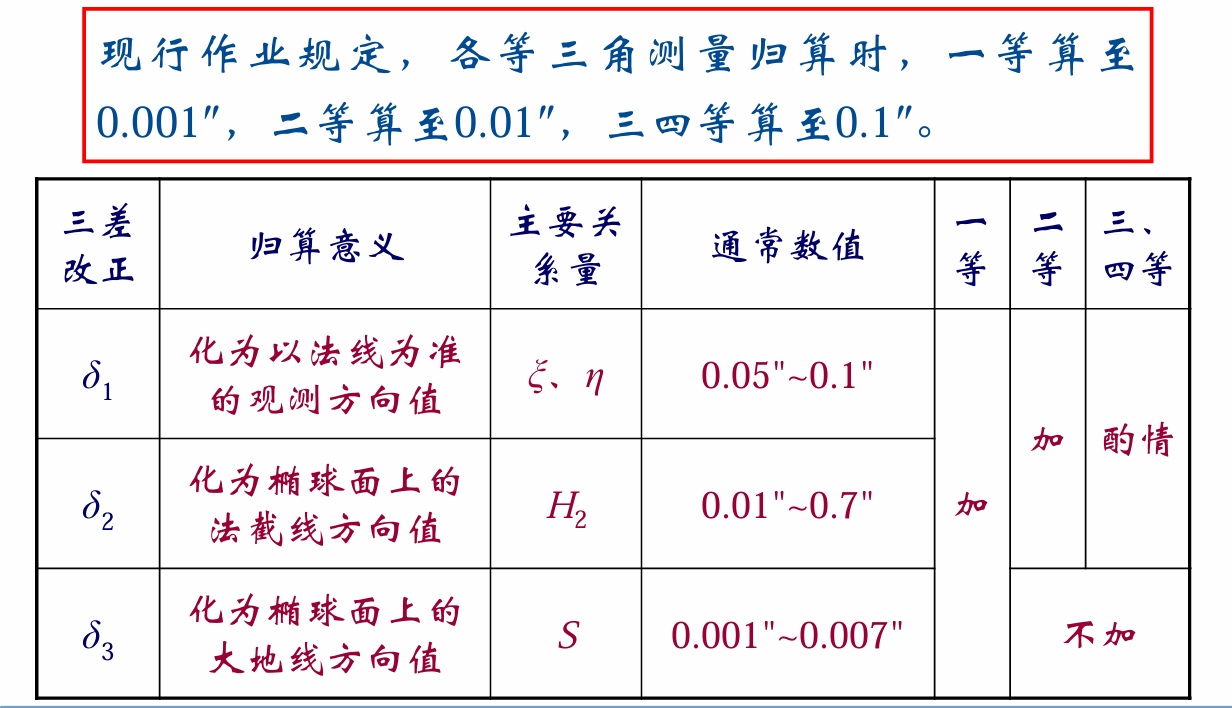 现行作业规定，各等三角测量归算时，一等算至
0.001″，二等算至0.01″，三四等算至0.1″。
三差
改正
归算意义
主要关
系量
通常数值
一
等
二
等
三、
四等
δ1
化为以法线为准
的观测方向值
ξ、η
0.05"~0.1"
加
加
酌情
δ2
化为椭球面上的
法截线方向值
H2
0.01"~0.7"
δ3
化为椭球面上的
大地线方向值
S
0.001"~0.007"
不加